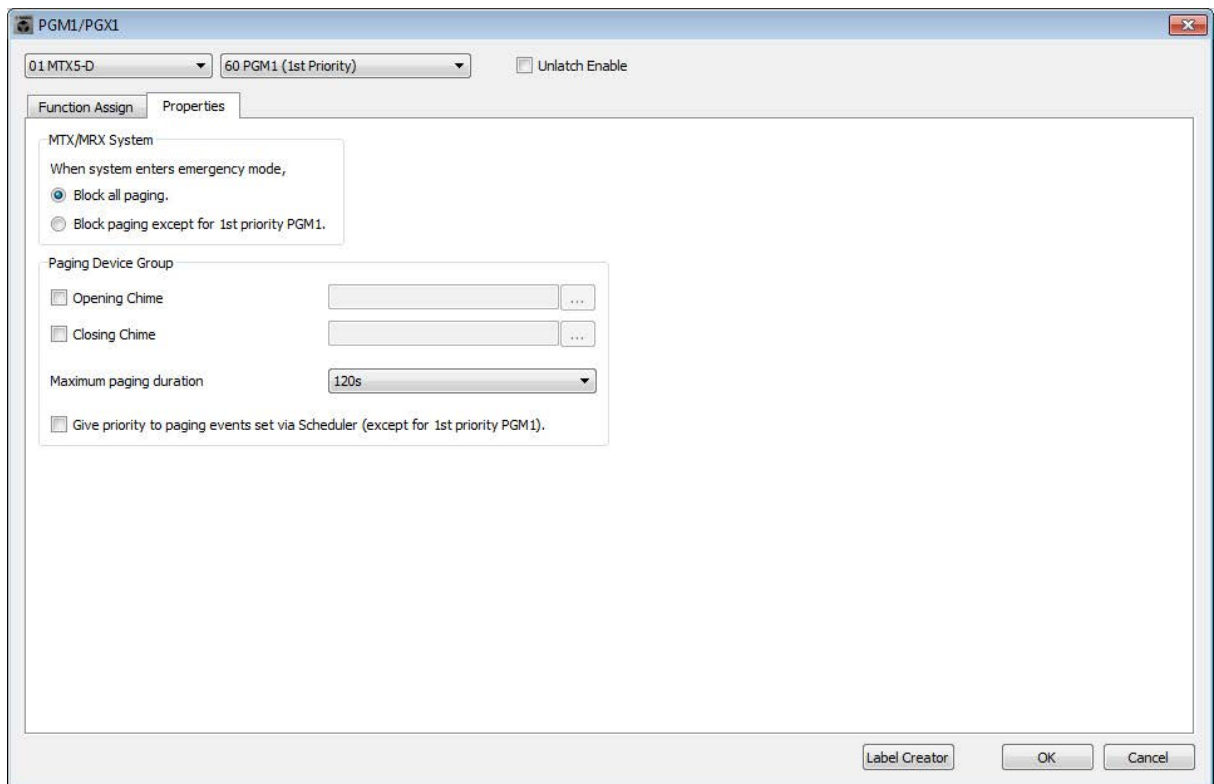 PGM1/PGX1
01 MTX5-D 60 PGM1 (1st Priority) Unlatch Enable
Function Assign Properties
MTX/MRX System
When system enters emergency mode,
Block all paging.
Block paging except for 1st priority PGM1.
Paging Device Group
Opening Chime ...
Closing Chime ...
Maximum paging duration 120s
Give priority to paging events set via Scheduler (except for 1st priority PGM1).
Label Creator OK Cancel